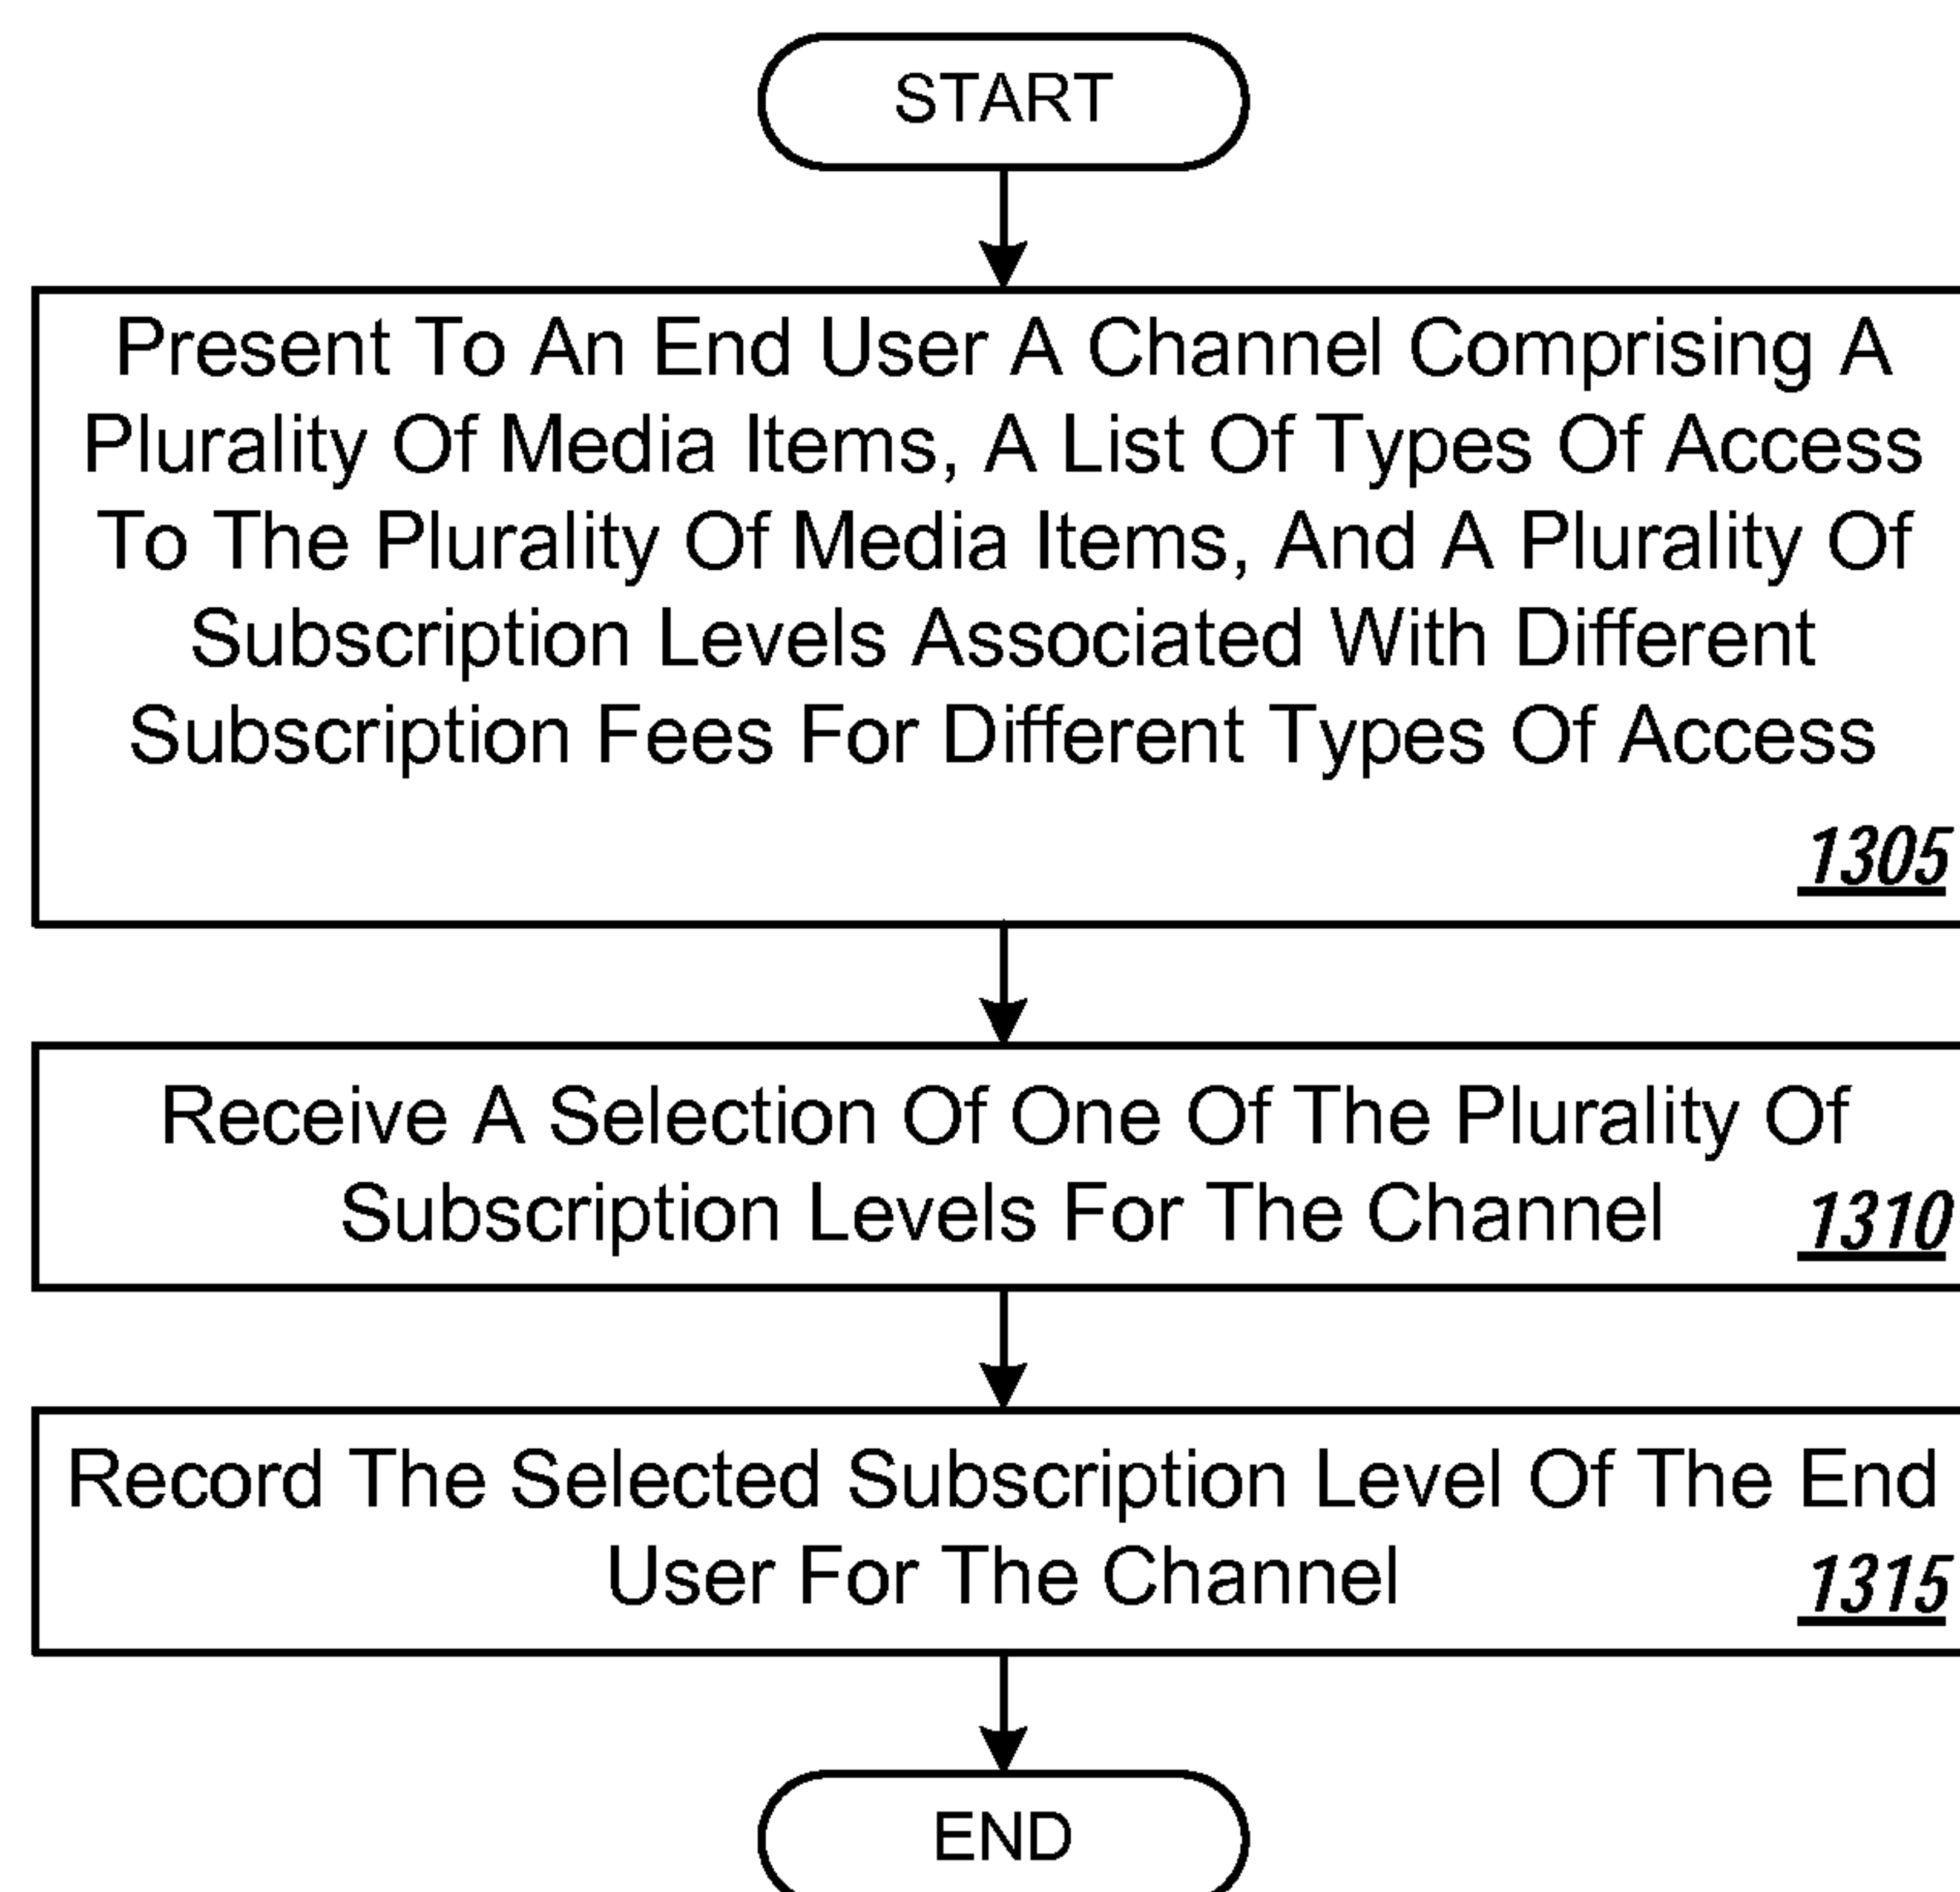 START
Present To An End User A Channel Comprising A
Plurality Of Media Items, A List Of Types Of Access
To The Plurality Of Media Items, And A Plurality Of
Subscription Levels Associated With Different
Subscription Fees For Different Types Of Access
1305
Receive A Selection Of One Of The Plurality Of
Subscription Levels For The Channel 1310
Record The Selected Subscription Level Of The End
User For The Channel 1315
END